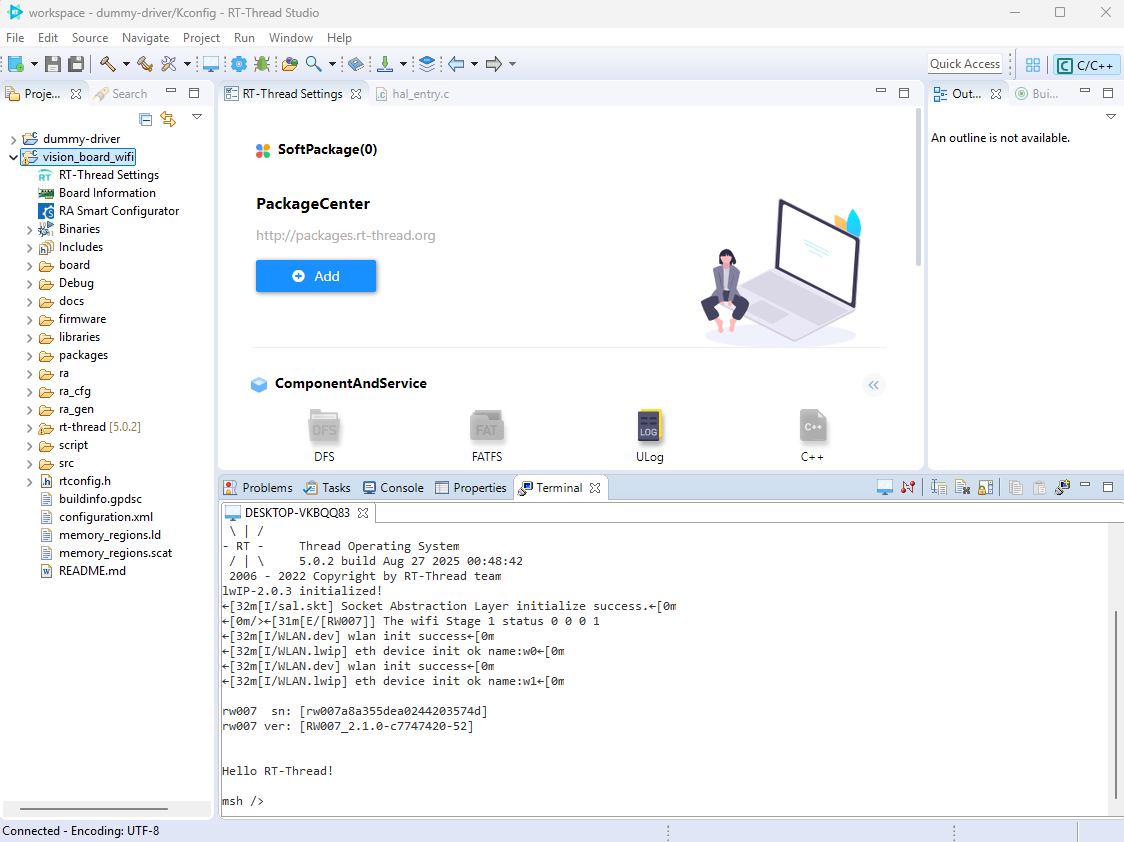 workspace - dummy-driver/Kconfig - RT-Thread Studio
File Edit Source Navigate Project Run Window Help
Quick Access
C/C++
Proje...
Search
dummy-driver
vision_board_wifi
RT-Thread Settings
Board Information
RA Smart Configurator
Binaries
Includes
board
Debug
docs
firmware
libraries
packages
ra
ra_cfg
ra_gen
rt-thread [5.0.2]
script
src
rtconfig.h
buildinfo.gpdsc
configuration.xml
memory_regions.ld
memory_regions.scat
README.md
RT-Thread Settings
hal_entry.c
SoftPackage(0)
PackageCenter
http://packages.rt-thread.org
Add
ComponentAndService
DFS
FAT
LOG
C++
DFS
FATFS
ULog
C++
Out...
Bui...
An outline is not available.
Problems Tasks Console Properties Terminal
DESKTOP-VKBQQ83
\ | /
- RT -     Thread Operating System
/ | \     5.0.2 build Aug 27 2025 00:48:42
2006 - 2022 Copyright by RT-Thread team
lwIP-2.0.3 initialized!
←[32m[I/sal.skt] Socket Abstraction Layer initialize success.←[0m
←[0m/>←[31m[E/[RW007]] The wifi Stage 1 status 0 0 0 1
←[32m[I/WLAN.dev] wlan init success←[0m
←[32m[I/WLAN.lwip] eth device init ok name:w0←[0m
←[32m[I/WLAN.dev] wlan init success←[0m
←[32m[I/WLAN.lwip] eth device init ok name:w1←[0m
rw007  sn: [rw007a8a355dea0244203574d]
rw007 ver: [RW007_2.1.0-c7747420-52]
Hello RT-Thread!
msh />
Connected - Encoding: UTF-8